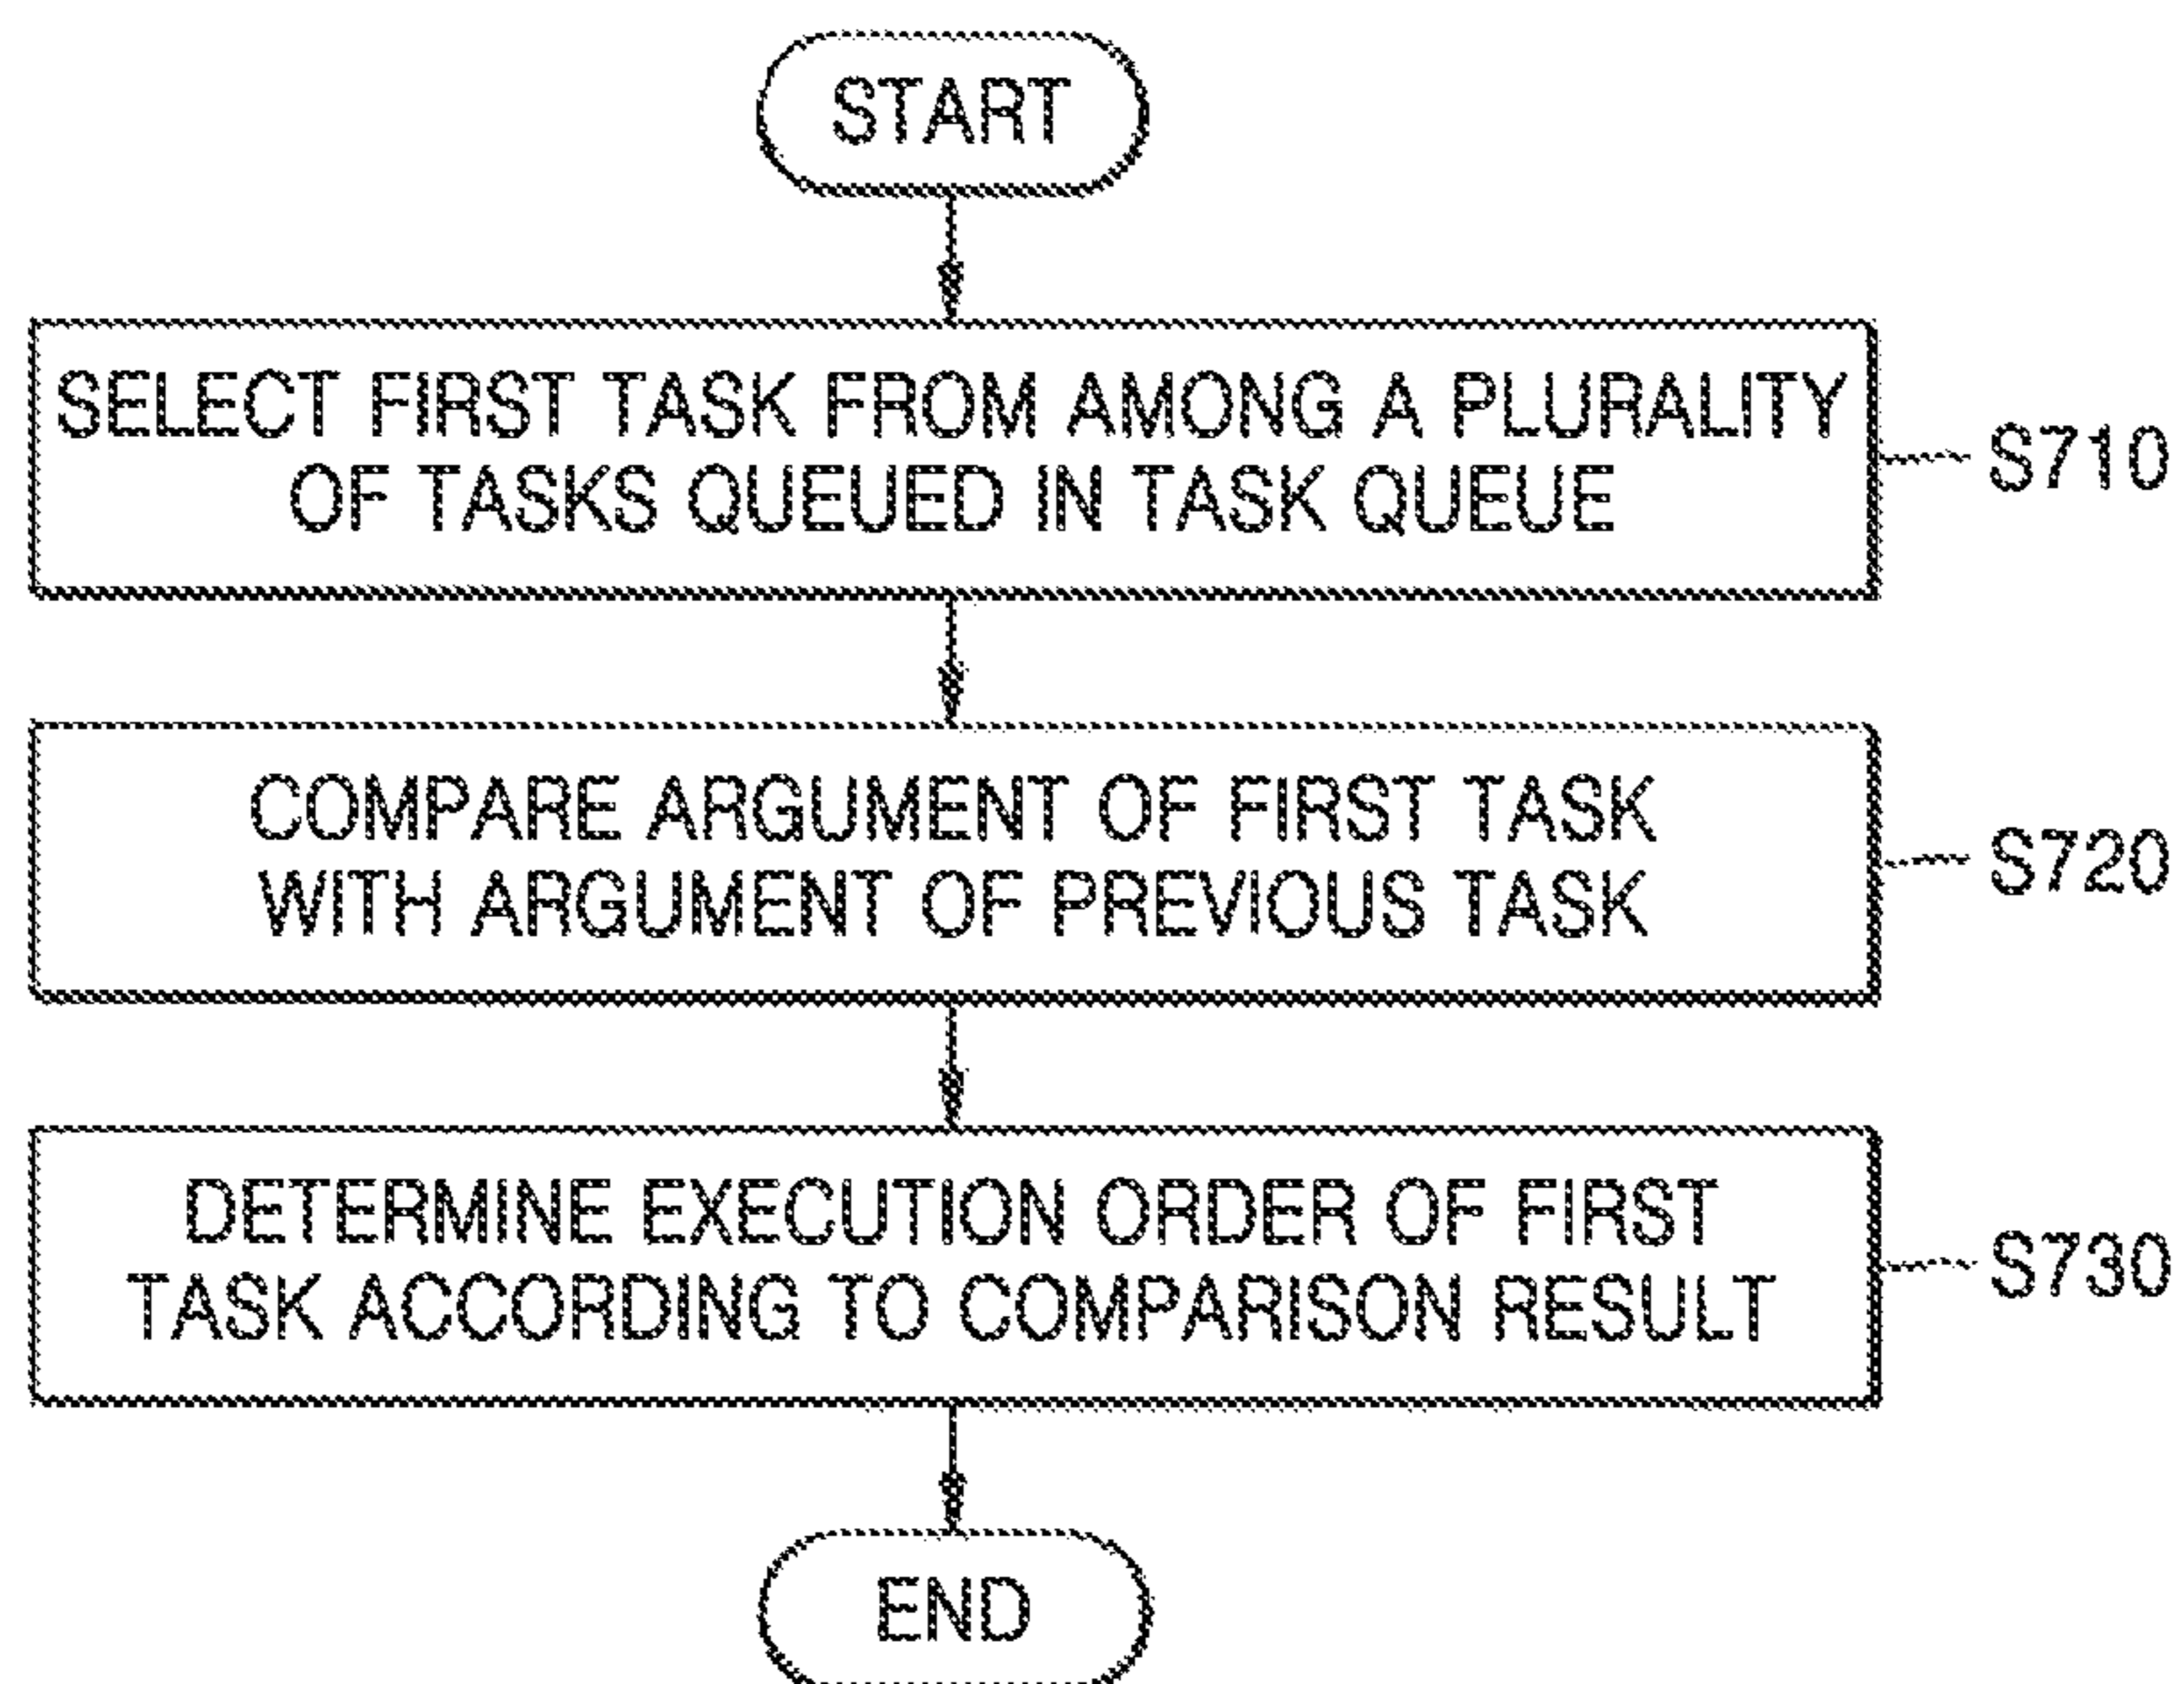 START
SELECT FIRST TASK FROM AMONG A PLURALITY
OF TASKS QUEUED IN TASK QUEUE
S710
COMPARE ARGUMENT OF FIRST TASK
WITH ARGUMENT OF PREVIOUS TASK
S720
DETERMINE EXECUTION ORDER OF FIRST
TASK ACCORDING TO COMPARISON RESULT
S730
END